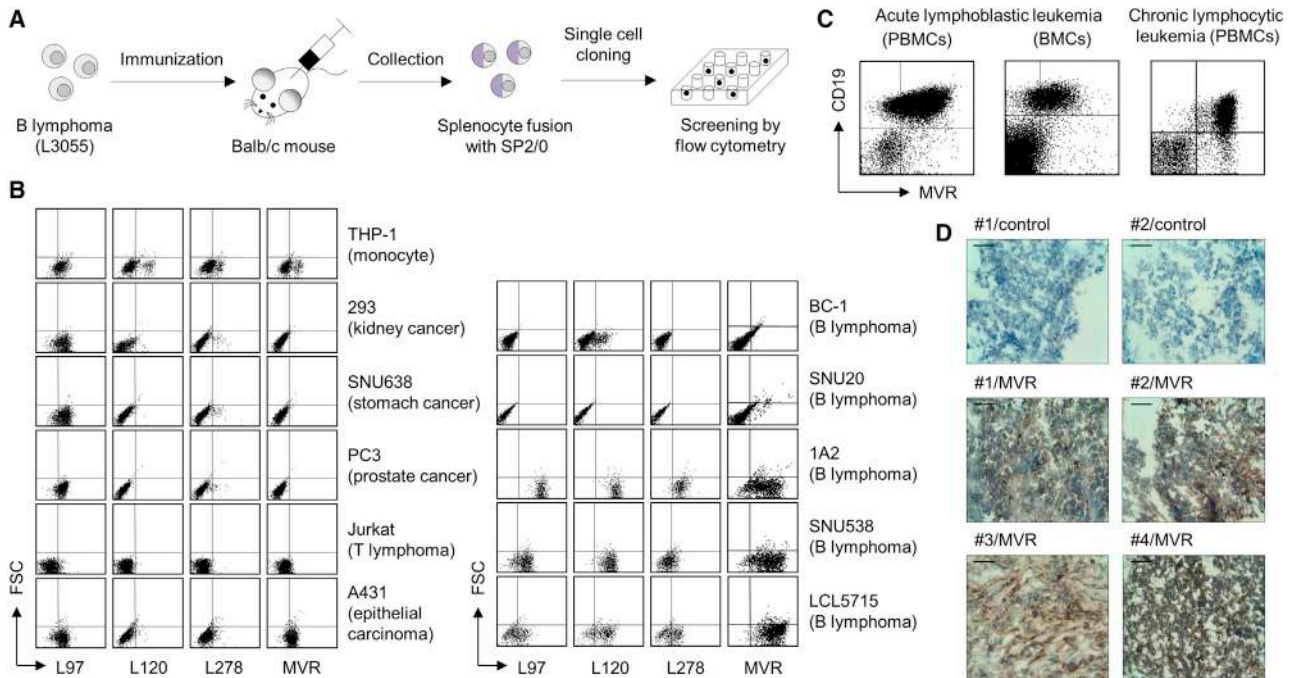 A
B lymphoma
(L3055)
Immunization
Balb/c mouse
Collection
Splenocyte fusion
with SP2/0
Single cell
cloning
Screening by
flow cytometry
B
THP-1
(monocyte)
293
(kidney cancer)
SNU638
(stomach cancer)
PC3
(prostate cancer)
Jurkat
(T lymphoma)
A431
(epithelial
carcinoma)
FSC
L97
L120
L278
MVR
BC-1
(B lymphoma)
SNU20
(B lymphoma)
1A2
(B lymphoma)
SNU538
(B lymphoma)
LCL5715
(B lymphoma)
FSC
L97
L120
L278
MVR
C
Acute lymphoblastic leukemia
(PBMCs)
(BMCs)
Chronic lymphocytic
leukemia (PBMCs)
CD19
MVR
D
#1/control
#2/control
#1/MVR
#2/MVR
#3/MVR
#4/MVR